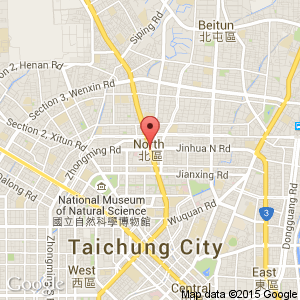 Beitun
北屯區
Siping Rd
2, Henan Rd
Section 3, Wenxin Rd
Section 2, Xitun Rd
Zhongming Rd
North
北區
Jinhua N Rd
Jianxing Rd
Dalong Rd
National Museum
of Natural Science
國立自然科學博物館
Wuquan Rd
3
Dongguang Rd
Taichung City
West
西區
Central
East
東區
Map data ©2015 Google